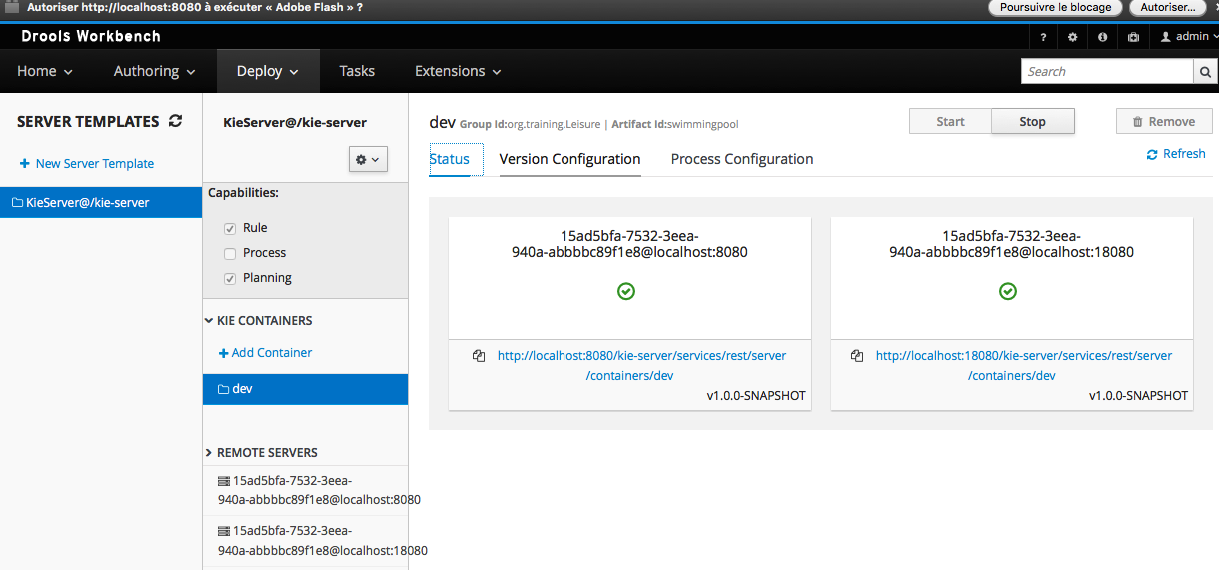 Autoriser http://localhost:8080 à exécuter « Adobe Flash » ?
Poursuivre le blocage
Autoriser...
Drools Workbench
?
admin
Home
Authoring
Deploy
Tasks
Extensions
Search
SERVER TEMPLATES
+ New Server Template
KieServer@/kie-server
KieServer@/kie-server
Capabilities:
Rule
Process
Planning
KIE CONTAINERS
+ Add Container
dev
REMOTE SERVERS
15ad5bfa-7532-3eea-
940a-abbbbc89f1e8@localhost:8080
15ad5bfa-7532-3eea-
940a-abbbbc89f1e8@localhost:18080
dev Group Id:org.training.Leisure | Artifact Id:swimmingpool
Start
Stop
Remove
Status
Version Configuration
Process Configuration
Refresh
15ad5bfa-7532-3eea-
940a-abbbbc89f1e8@localhost:8080
http://localhost:8080/kie-server/services/rest/server
/containers/dev
v1.0.0-SNAPSHOT
15ad5bfa-7532-3eea-
940a-abbbbc89f1e8@localhost:18080
http://localhost:18080/kie-server/services/rest/server
/containers/dev
v1.0.0-SNAPSHOT